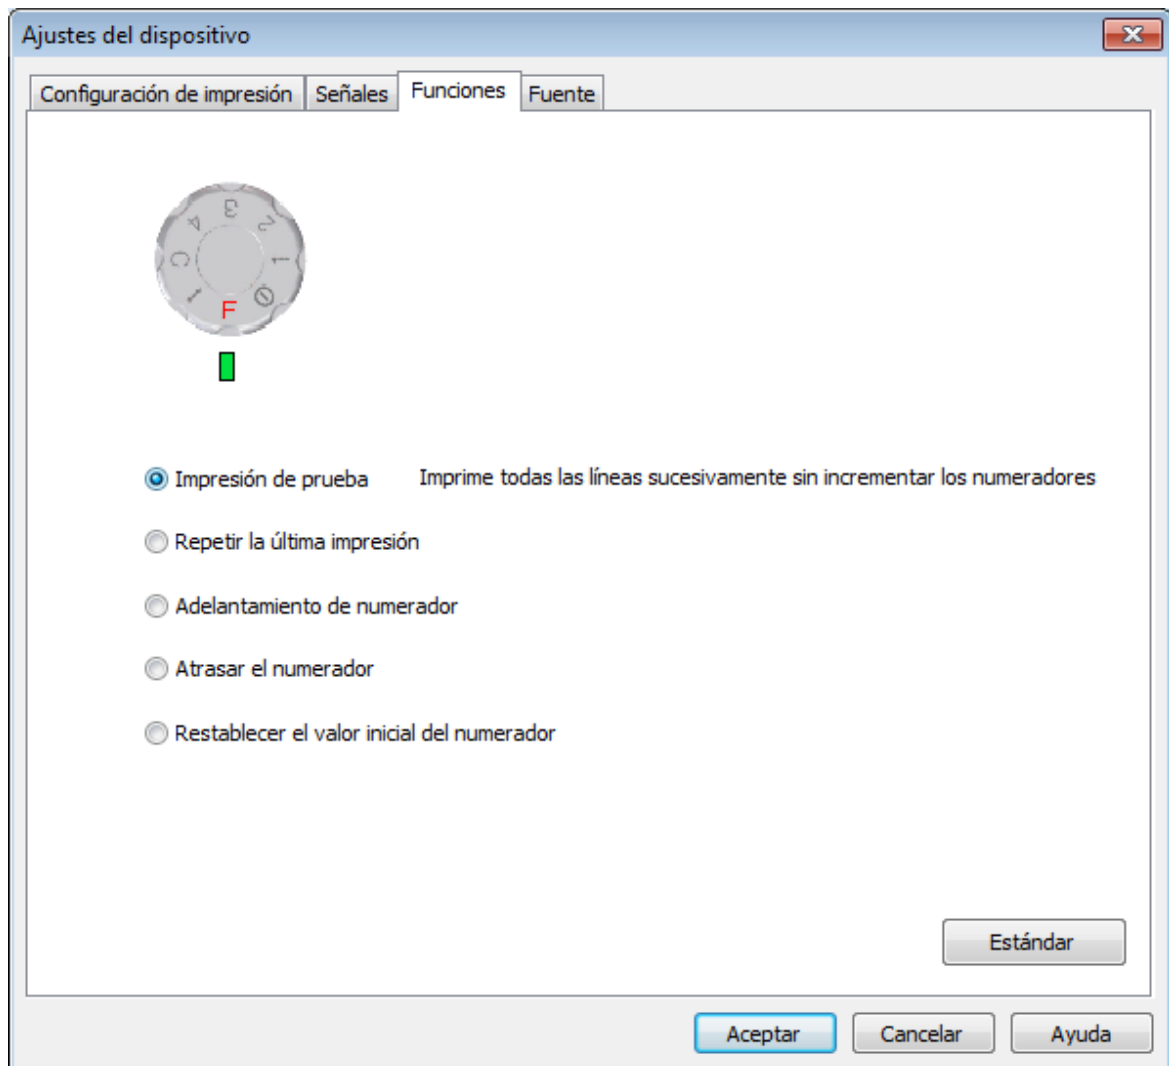 Ajustes del dispositivo
Configuración de impresión Señales Funciones Fuente
3
4 2
C 1
F
Impresión de prueba Imprime todas las líneas sucesivamente sin incrementar los numeradores
Repetir la última impresión
Adelantamiento de numerador
Atrasar el numerador
Restablecer el valor inicial del numerador
Estándar
Aceptar Cancelar Ayuda